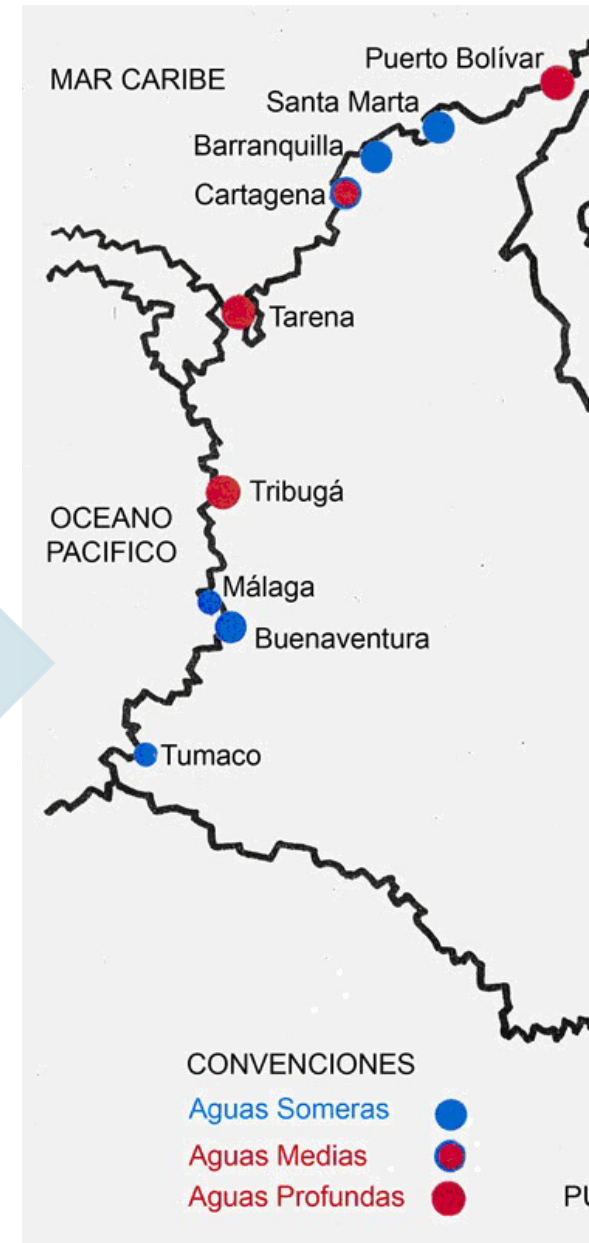 Puerto Bolívar
MAR CARIBE
Santa Marta
Barranquilla
Cartagena
Tarena
Tribugá
OCEANO
PACIFICO
Málaga
Buenaventura
Tumaco
CONVENCIONES
Aguas Someras
Aguas Medias
Aguas Profundas
PU